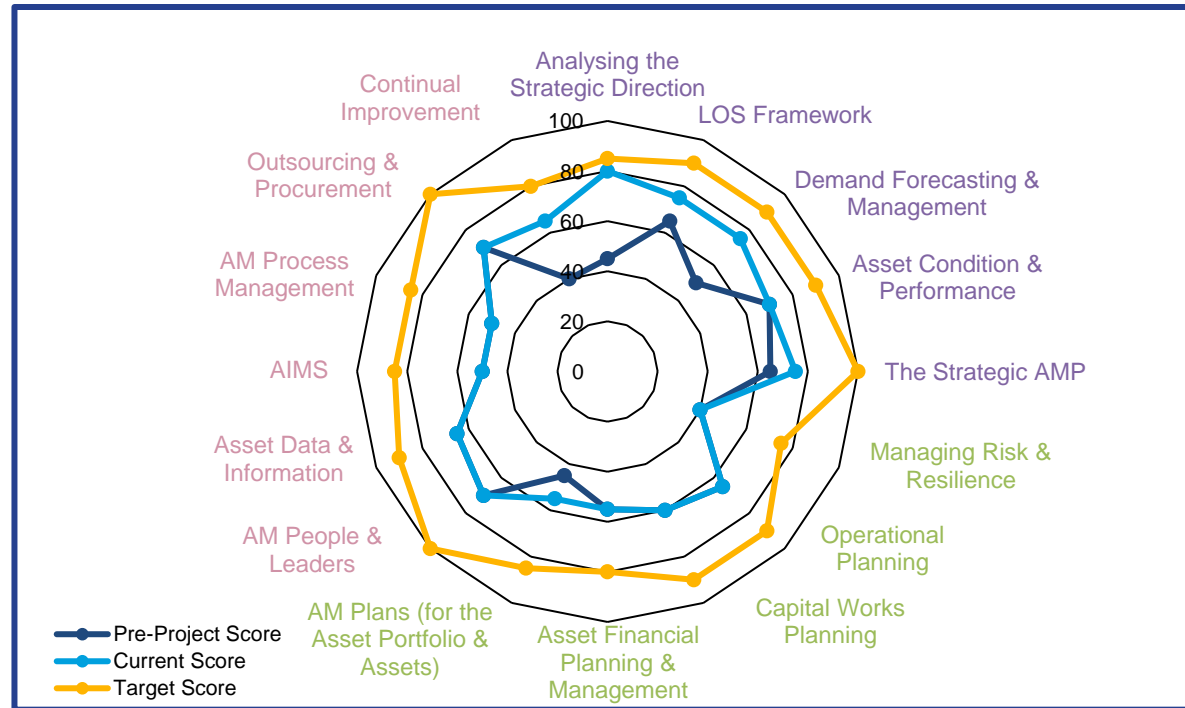 Analysing the
Strategic Direction
LOS Framework
Demand Forecasting &
Management
Asset Condition &
Performance
The Strategic AMP
Managing Risk &
Resilience
Operational
Planning
Capital Works
Planning
Asset Financial
Planning &
Management
AM Plans (for the
Asset Portfolio &
Assets)
AM People &
Leaders
Asset Data &
Information
AIMS
AM Process
Management
Outsourcing &
Procurement
Continual
Improvement
100
80
60
40
20
0
Pre-Project Score
Current Score
Target Score